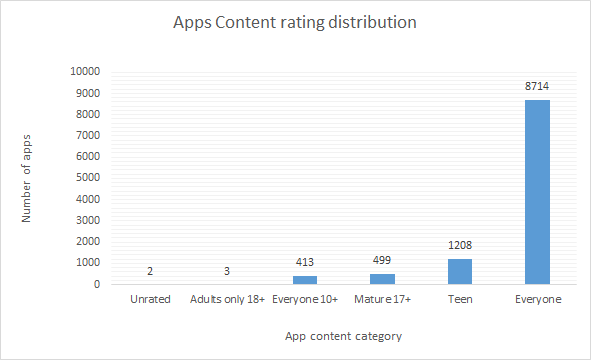 Apps Content rating distribution
Number of apps
10000
9000
8000
7000
6000
5000
4000
3000
2000
1000
0
2
3
413
499
1208
8714
Unrated
Adults only 18+
Everyone 10+
Mature 17+
Teen
Everyone
App content category